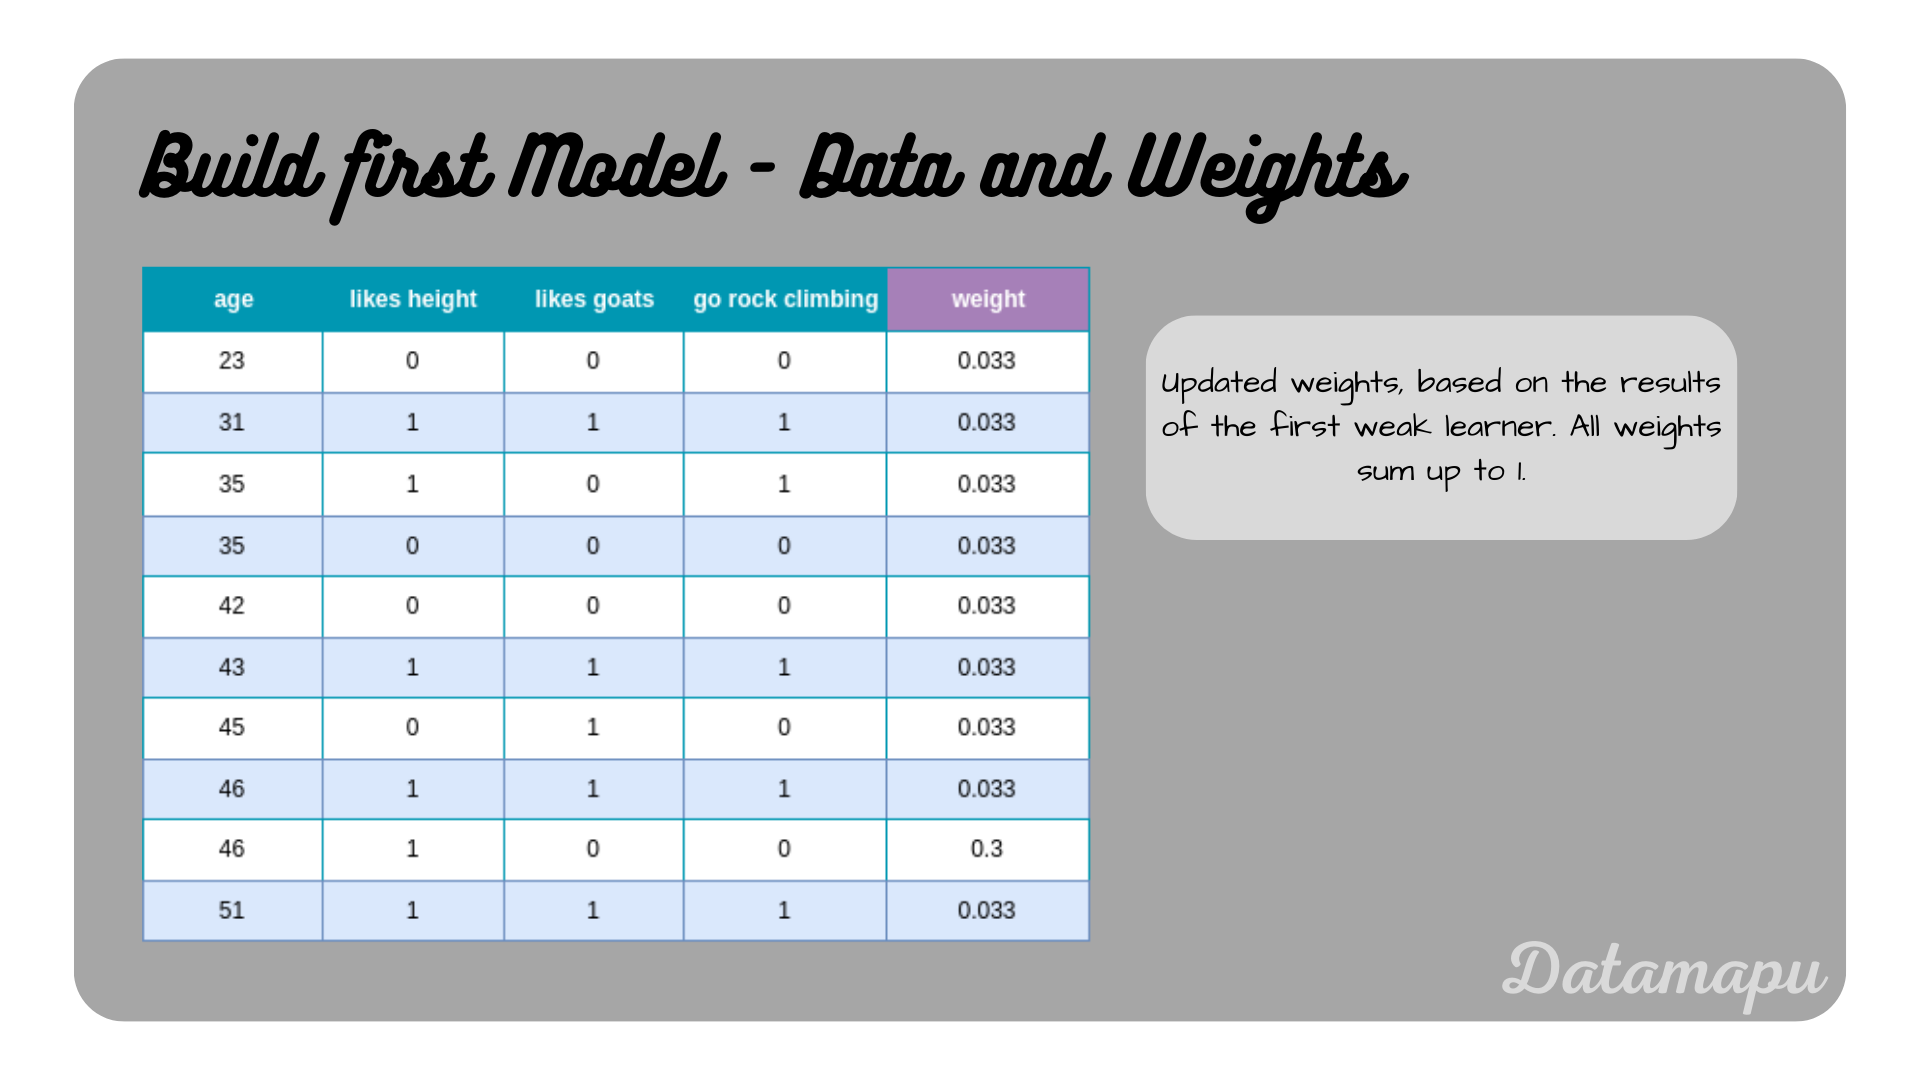 Build first Model - Data and Weights
age likes height likes goats go rock climbing weight
23 0 0 0 0.033
31 1 1 1 0.033
35 1 0 1 0.033
35 0 0 0 0.033
42 0 0 0 0.033
43 1 1 1 0.033
45 0 1 0 0.033
46 1 1 1 0.033
46 1 0 0 0.3
51 1 1 1 0.033
Updated weights, based on the results
of the first weak learner. All weights
sum up to 1.
Datamapu